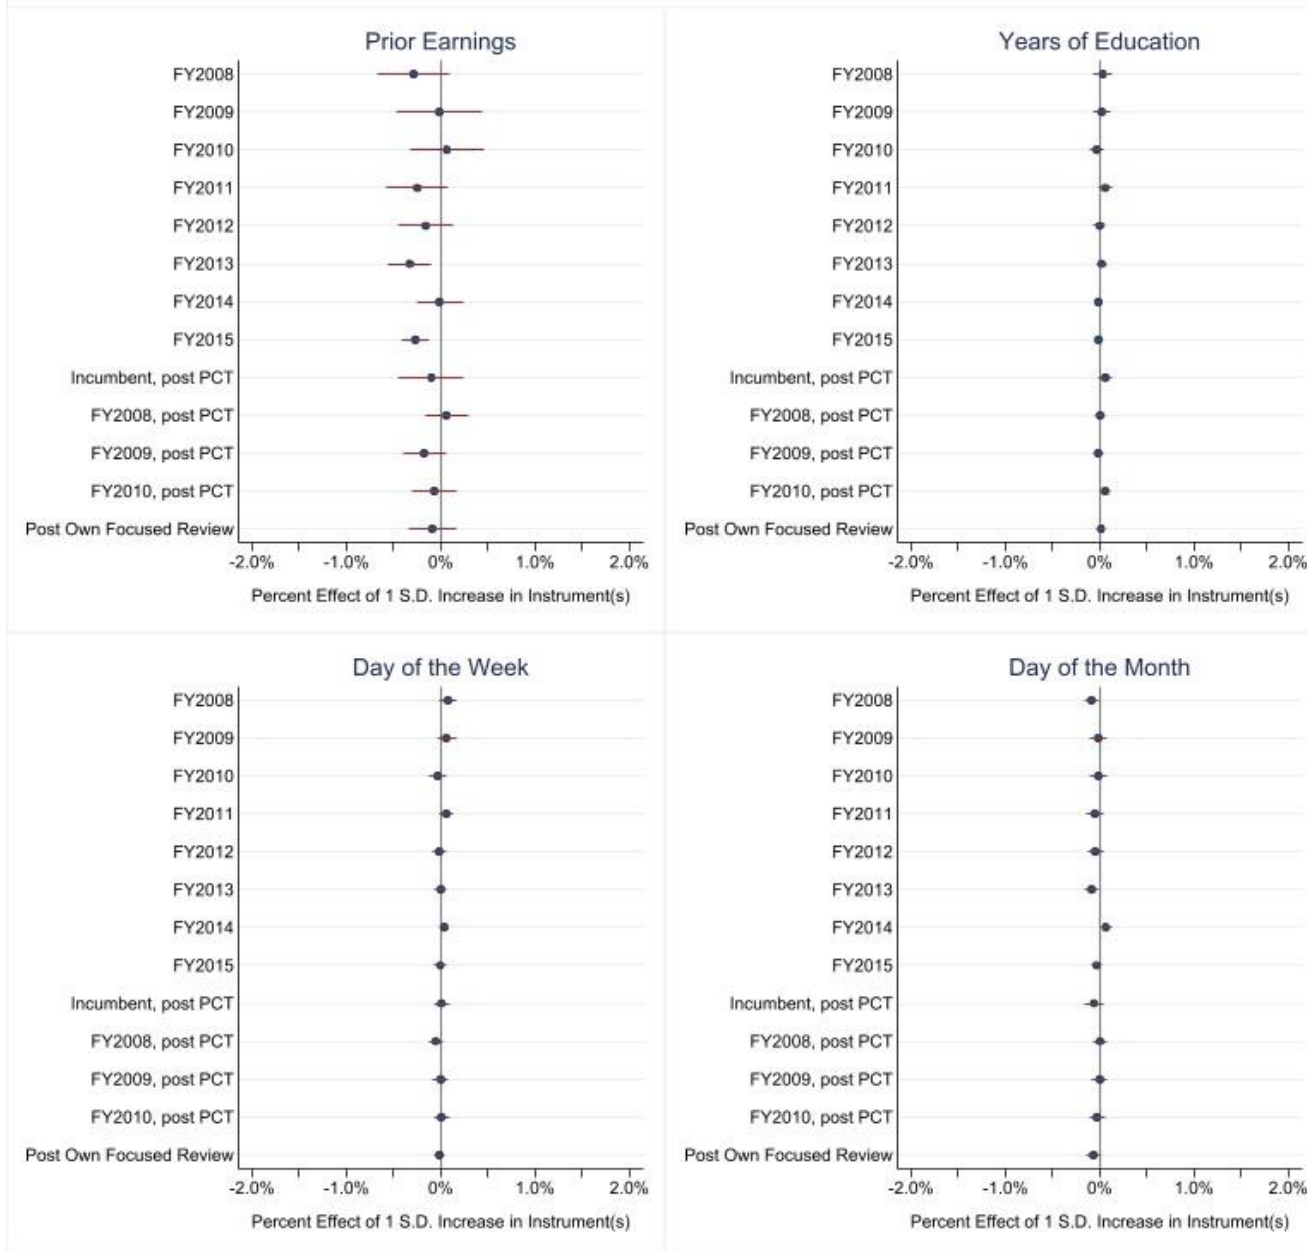 Prior Earnings
FY2008
FY2009
FY2010
FY2011
FY2012
FY2013
FY2014
FY2015
Incumbent, post PCT
FY2008, post PCT
FY2009, post PCT
FY2010, post PCT
Post Own Focused Review
-2.0% -1.0% 0% 1.0% 2.0%
Percent Effect of 1 S.D. Increase in Instrument(s)
Years of Education
FY2008
FY2009
FY2010
FY2011
FY2012
FY2013
FY2014
FY2015
Incumbent, post PCT
FY2008, post PCT
FY2009, post PCT
FY2010, post PCT
Post Own Focused Review
-2.0% -1.0% 0% 1.0% 2.0%
Percent Effect of 1 S.D. Increase in Instrument(s)
Day of the Week
FY2008
FY2009
FY2010
FY2011
FY2012
FY2013
FY2014
FY2015
Incumbent, post PCT
FY2008, post PCT
FY2009, post PCT
FY2010, post PCT
Post Own Focused Review
-2.0% -1.0% 0% 1.0% 2.0%
Percent Effect of 1 S.D. Increase in Instrument(s)
Day of the Month
FY2008
FY2009
FY2010
FY2011
FY2012
FY2013
FY2014
FY2015
Incumbent, post PCT
FY2008, post PCT
FY2009, post PCT
FY2010, post PCT
Post Own Focused Review
-2.0% -1.0% 0% 1.0% 2.0%
Percent Effect of 1 S.D. Increase in Instrument(s)